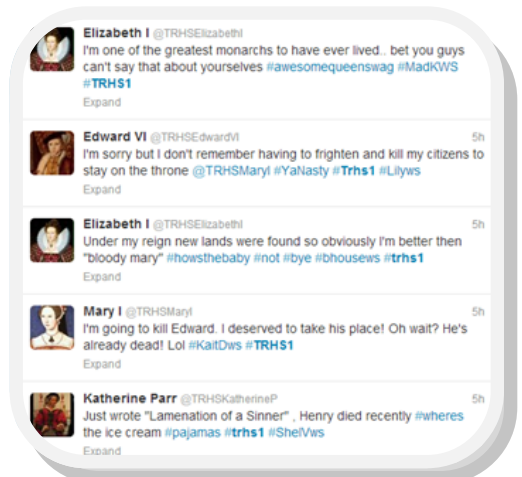 Elizabeth I @TRHSElizabethI
I'm one of the greatest monarchs to have ever lived.. bet you guys
can't say that about yourselves #awesomequeenswag #MadKWS
#TRHS1
Expand
Edward VI @TRHSEdwardVI 5h
I'm sorry but I don't remember having to frighten and kill my citizens to
stay on the throne @TRHSMaryI #YaNasty #Trhs1 #Lilyws
Expand
Elizabeth I @TRHSElizabethI 5h
Under my reign new lands were found so obviously I'm better then
"bloody mary" #howsthebaby #not #bye #bhousews #trhs1
Expand
Mary I @TRHSMaryI 5h
I'm going to kill Edward. I deserved to take his place! Oh wait? He's
already dead! Lol #KaitDws #TRHS1
Expand
Katherine Parr @TRHSKatherineP 5h
Just wrote "Lamenation of a Sinner" , Henry died recently #wheres
the ice cream #pajamas #trhs1 #ShelVws
Expand